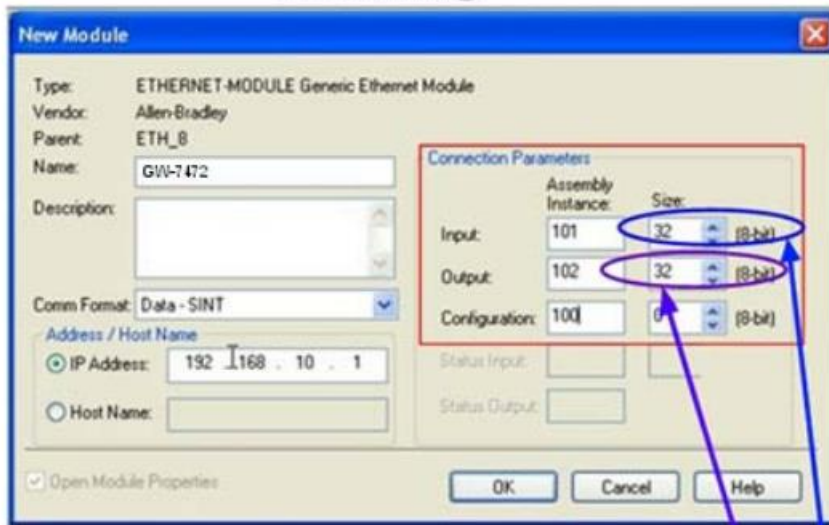 New Module
Type: ETHERNET-MODULE Generic Ethernet Module
Vendor: Allen-Bradley
Parent: ETH_8
Name: GW-7472
Description:
Comm Format: Data - SINT
Address / Host Name
IP Address: 192 . 168 . 10 . 1
Host Name:
Connection Parameters
Assembly
Instance: Size:
Input: 101 32 (8-bit)
Output: 102 32 (8-bit)
Configuration: 100 0 (8-bit)
Status Input:
Status Output:
Open Module Properties
OK Cancel Help